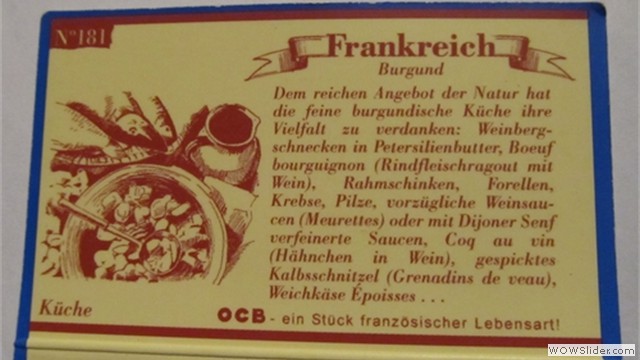 Nº181
Frankreich
Burgund
Dem reichen Angebot der Natur hat
die feine burgundische Küche ihre
Vielfalt zu verdanken: Weinberg-
schnecken in Petersilienbutter, Boeuf
bourguignon (Rindfleischragout mit
Wein), Rahmschinken, Forellen,
Krebse, Pilze, vorzügliche Weinsau-
cen (Meurettes) oder mit Dijoner Senf
verfeinerte Saucen, Coq au vin
(Hähnchen in Wein), gespicktes
Kalbsschnitzel (Grenadins de veau),
Weichkäse Époisses . . .
Küche
OCB - ein Stück französischer Lebensart!
WOWSlider.com